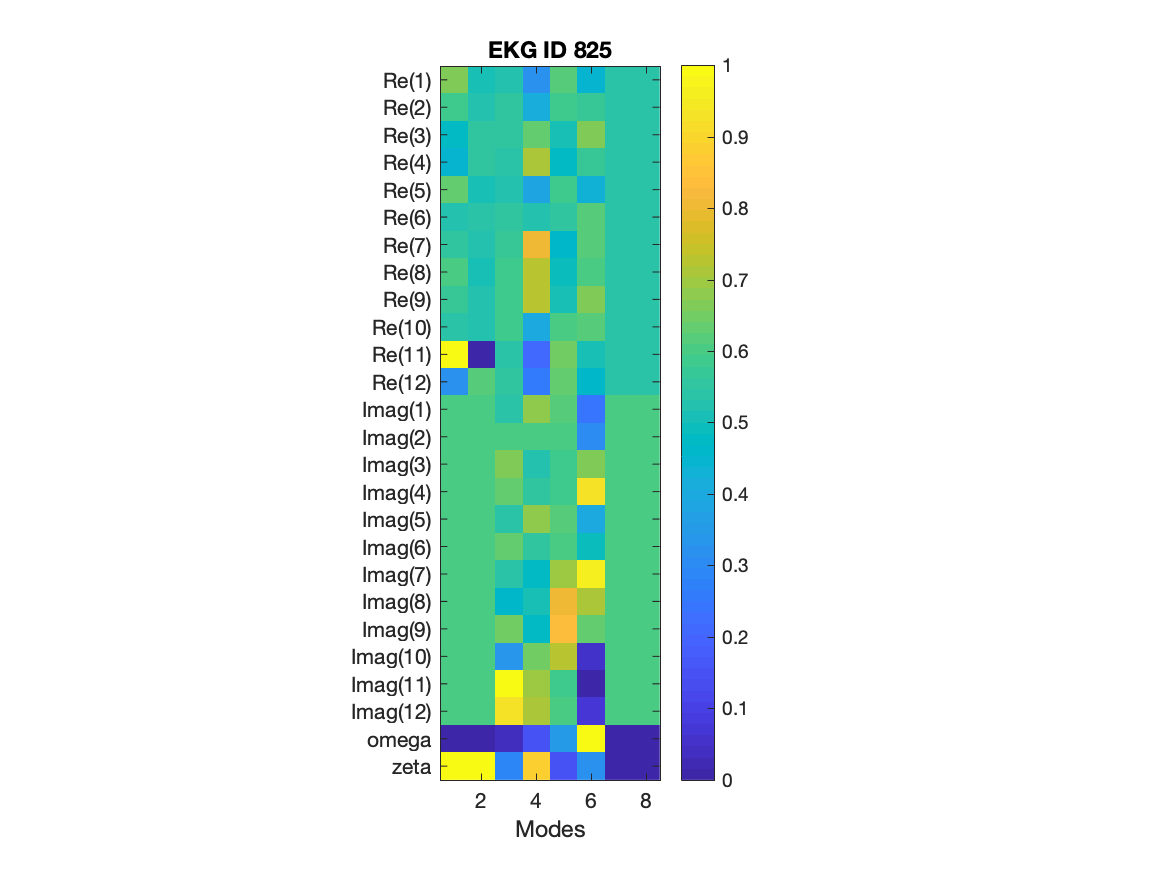 EKG ID 825
Re(1)
Re(2)
Re(3)
Re(4)
Re(5)
Re(6)
Re(7)
Re(8)
Re(9)
Re(10)
Re(11)
Re(12)
Imag(1)
Imag(2)
Imag(3)
Imag(4)
Imag(5)
Imag(6)
Imag(7)
Imag(8)
Imag(9)
Imag(10)
Imag(11)
Imag(12)
omega
zeta
2 4 6 8
Modes
1
0.9
0.8
0.7
0.6
0.5
0.4
0.3
0.2
0.1
0